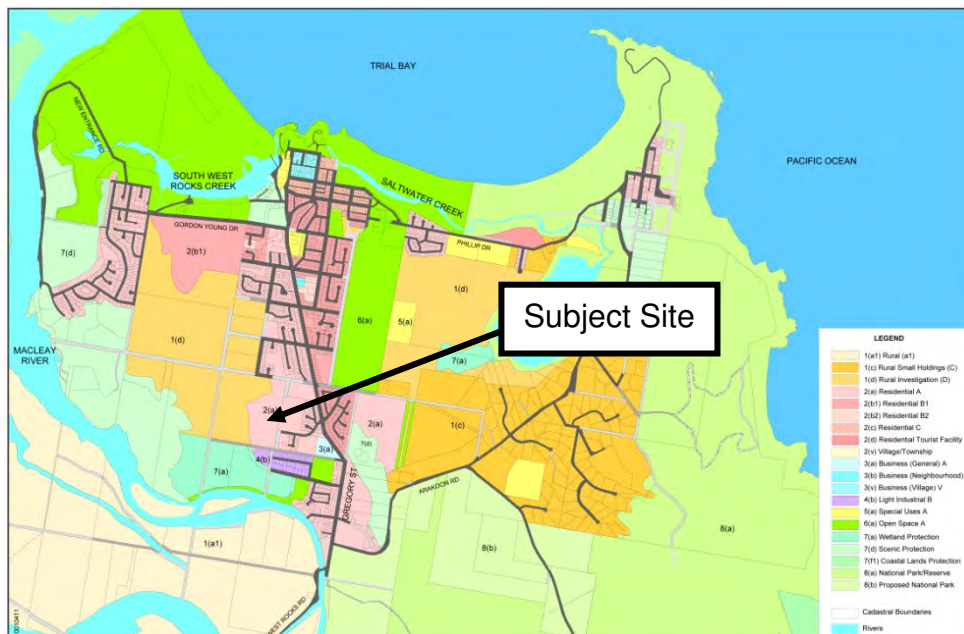 TRIAL BAY
PACIFIC OCEAN
NEW ENTRANCE RD
SOUTH WEST
ROCKS CREEK
SALTWATER CREEK
GORDON YOUNG DR
PHILLIP DR
7(d)
2(b1)
1(d)
6(a)
5(a)
1(d)
7(a)
Subject Site
MACLEAY
RIVER
2(a)
2(a)
7(d)
1(c)
3(a)
4(b)
7(a)
GREGORY ST
ARAKOON RD
1(a1)
8(b)
8(a)
WEST ROCKS RD
0010411
LEGEND
1(a1) Rural (a1)
1(c) Rural Small Holdings (C)
1(d) Rural Investigation (D)
2(a) Residential A
2(b1) Residential B1
2(b2) Residential B2
2(c) Residential C
2(d) Residential Tourist Facility
2(v) Village/Township
3(a) Business (General) A
3(b) Business (Neighbourhood)
3(v) Business (Village) V
4(b) Light Industrial B
5(a) Special Uses A
6(a) Open Space A
7(a) Wetland Protection
7(d) Scenic Protection
7(f1) Coastal Lands Protection
8(a) National Park/Reserve
8(b) Proposed National Park
Cadastral Boundaries
Rivers